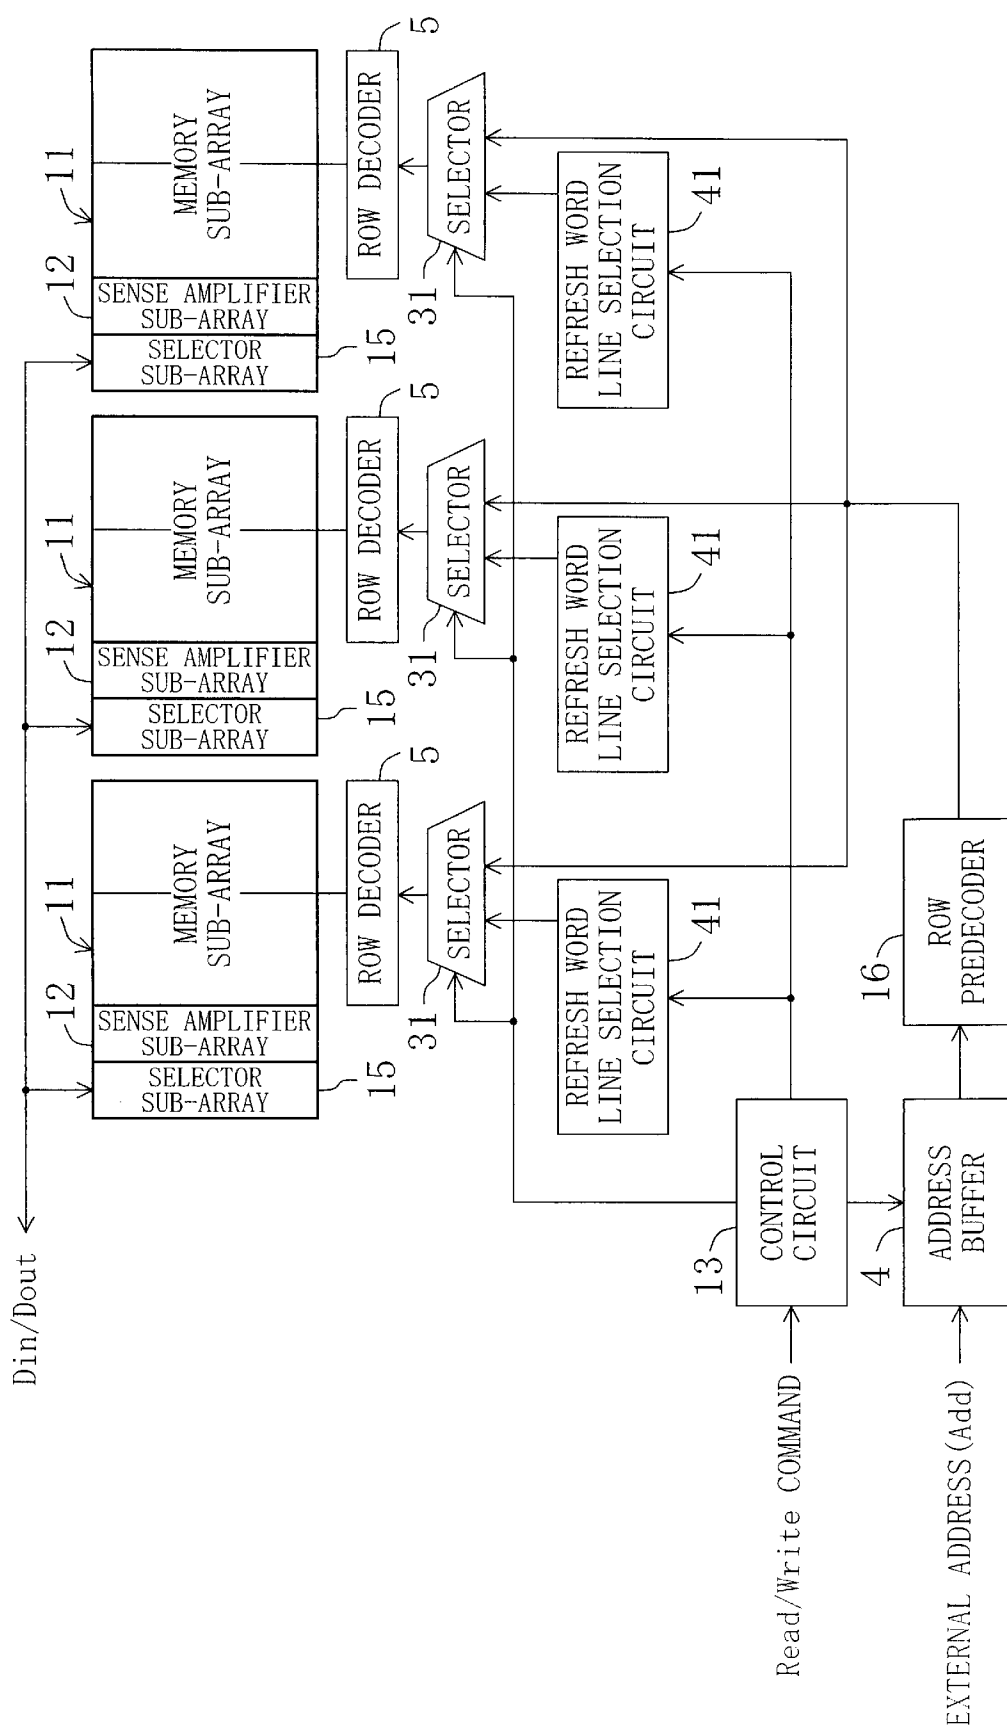 Din/Dout
SELECTOR
SUB-ARRAY
SENSE AMPLIFIER
SUB-ARRAY
MEMORY
SUB-ARRAY
12
11
15
SELECTOR
SUB-ARRAY
SENSE AMPLIFIER
SUB-ARRAY
MEMORY
SUB-ARRAY
12
11
15
SELECTOR
SUB-ARRAY
SENSE AMPLIFIER
SUB-ARRAY
MEMORY
SUB-ARRAY
12
11
15
ROW DECODER
5
ROW DECODER
5
ROW DECODER
5
31
SELECTOR
31
SELECTOR
31
SELECTOR
REFRESH WORD
LINE SELECTION
CIRCUIT
41
REFRESH WORD
LINE SELECTION
CIRCUIT
41
REFRESH WORD
LINE SELECTION
CIRCUIT
41
Read/Write COMMAND
13
CONTROL
CIRCUIT
EXTERNAL ADDRESS(Add)
4
ADDRESS
BUFFER
16
ROW
PREDECODER